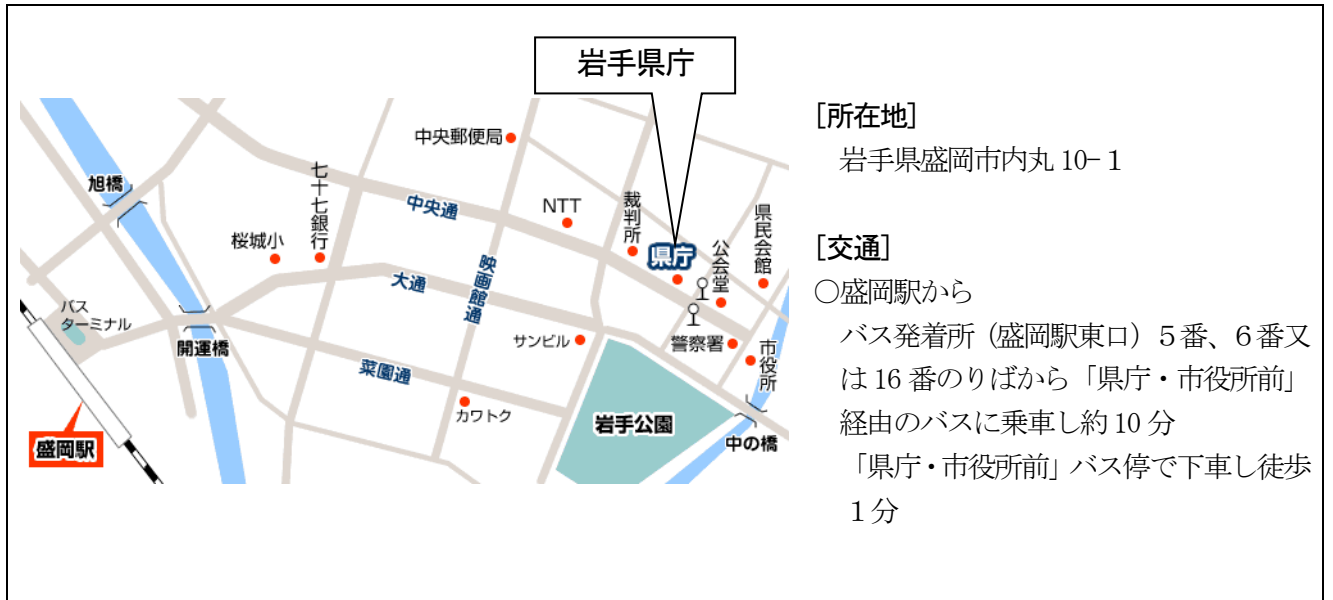 岩手県庁
中央郵便局
旭橋
七十七銀行
桜城小
中央通
NTT
裁判所
県庁
公会堂
県民会館
映画館通
大通
バス
ターミナル
開運橋
サンビル
警察署
市役所
菜園通
カワトク
岩手公園
中の橋
盛岡駅
[所在地]
岩手県盛岡市内丸 10-1
[交通]
○盛岡駅から
バス発着所（盛岡駅東口）５番、６番又
は 16 番のりばから「県庁・市役所前」
経由のバスに乗車し約 10 分
「県庁・市役所前」バス停で下車し徒歩
１分